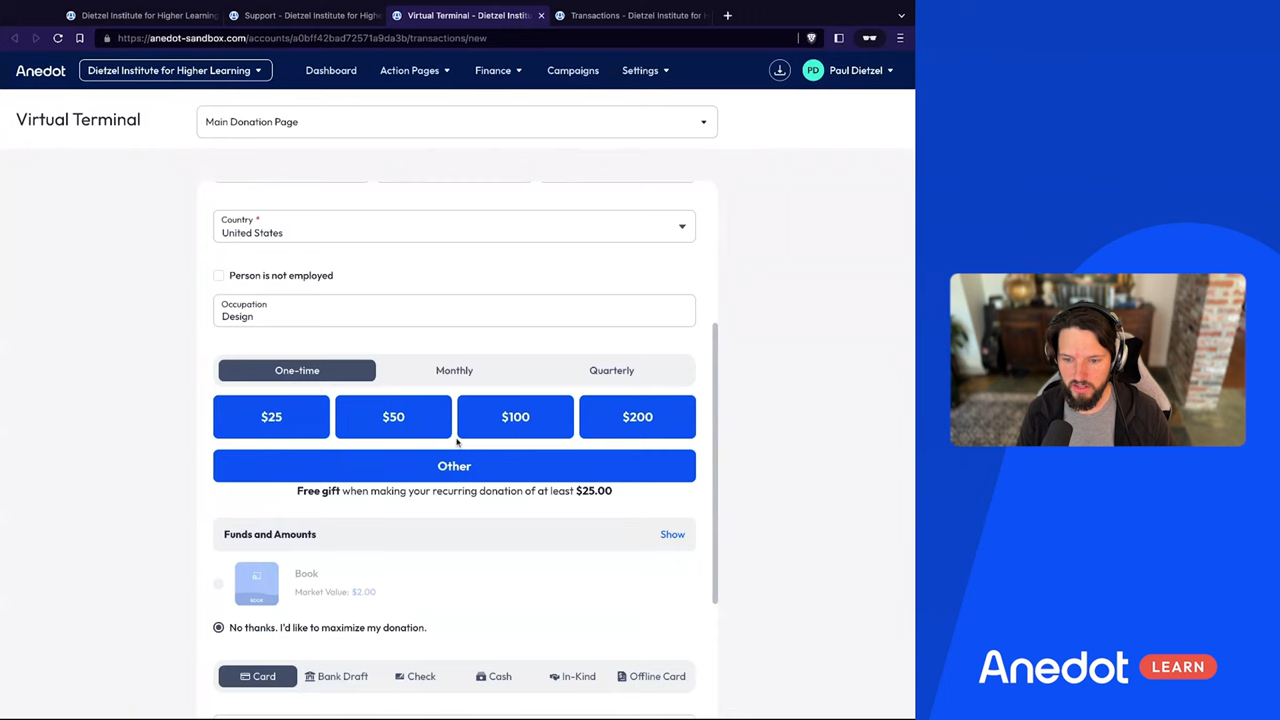 Dietzel Institute for Higher Learning
Support - Dietzel Institute for Highe
Virtual Terminal - Dietzel Instit
Transactions - Dietzel Institute for H
https://anedot-sandbox.com/accounts/a0bff42bad72571a9da3b/transactions/new
Anedot
Dietzel Institute for Higher Learning
Dashboard
Action Pages
Finance
Campaigns
Settings
PD
Paul Dietzel
Virtual Terminal
Main Donation Page
Country *
United States
Person is not employed
Occupation
Design
One-time
Monthly
Quarterly
$25
$50
$100
$200
Other
Free gift when making your recurring donation of at least $25.00
Funds and Amounts
Show
BOOK
Book
Market Value: $2.00
No thanks. I'd like to maximize my donation.
Card
Bank Draft
Check
Cash
In-Kind
Offline Card
Anedot LEARN